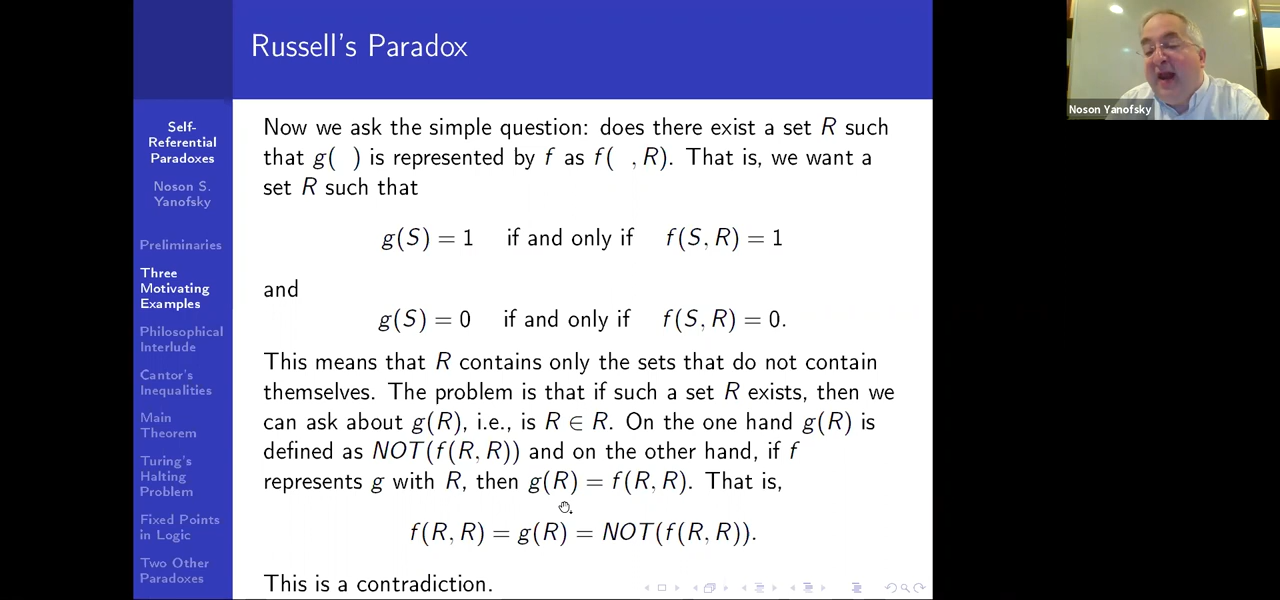 Russell's Paradox
Self-
Referential
Paradoxes
Noson S.
Yanofsky
Preliminaries
Three
Motivating
Examples
Philosophical
Interlude
Cantor's
Inequalities
Main
Theorem
Turing's
Halting
Problem
Fixed Points
in Logic
Two Other
Paradoxes
Now we ask the simple question: does there exist a set R such
that g( ) is represented by f as f( , R). That is, we want a
set R such that
g(S) = 1 if and only if f(S, R) = 1
and
g(S) = 0 if and only if f(S, R) = 0.
This means that R contains only the sets that do not contain
themselves. The problem is that if such a set R exists, then we
can ask about g(R), i.e., is R ∈ R. On the one hand g(R) is
defined as NOT(f(R, R)) and on the other hand, if f
represents g with R, then g(R) = f(R, R). That is,
f(R, R) = g(R) = NOT(f(R, R)).
This is a contradiction.
Noson Yanofsky